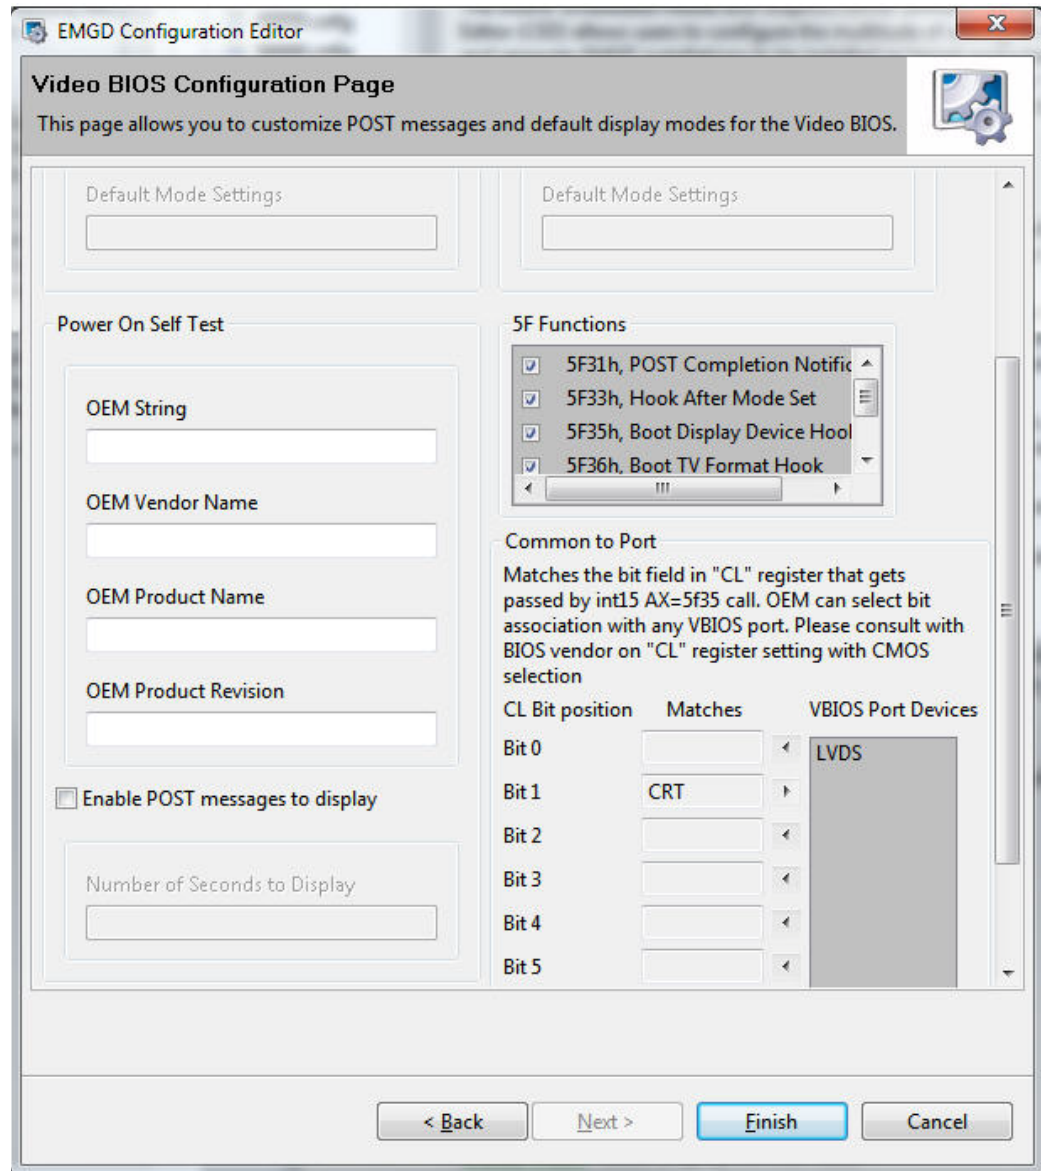 EMGD Configuration Editor
Video BIOS Configuration Page
This page allows you to customize POST messages and default display modes for the Video BIOS.
Default Mode Settings
Default Mode Settings
Power On Self Test
OEM String
OEM Vendor Name
OEM Product Name
OEM Product Revision
Enable POST messages to display
Number of Seconds to Display
5F Functions
5F31h, POST Completion Notific
5F33h, Hook After Mode Set
5F35h, Boot Display Device Hool
5F36h, Boot TV Format Hook
Common to Port
Matches the bit field in "CL" register that gets
passed by int15 AX=5f35 call. OEM can select bit
association with any VBIOS port. Please consult with
BIOS vendor on "CL" register setting with CMOS
selection
CL Bit position Matches VBIOS Port Devices
Bit 0 LVDS
Bit 1 CRT
Bit 2
Bit 3
Bit 4
Bit 5
< Back Next > Finish Cancel